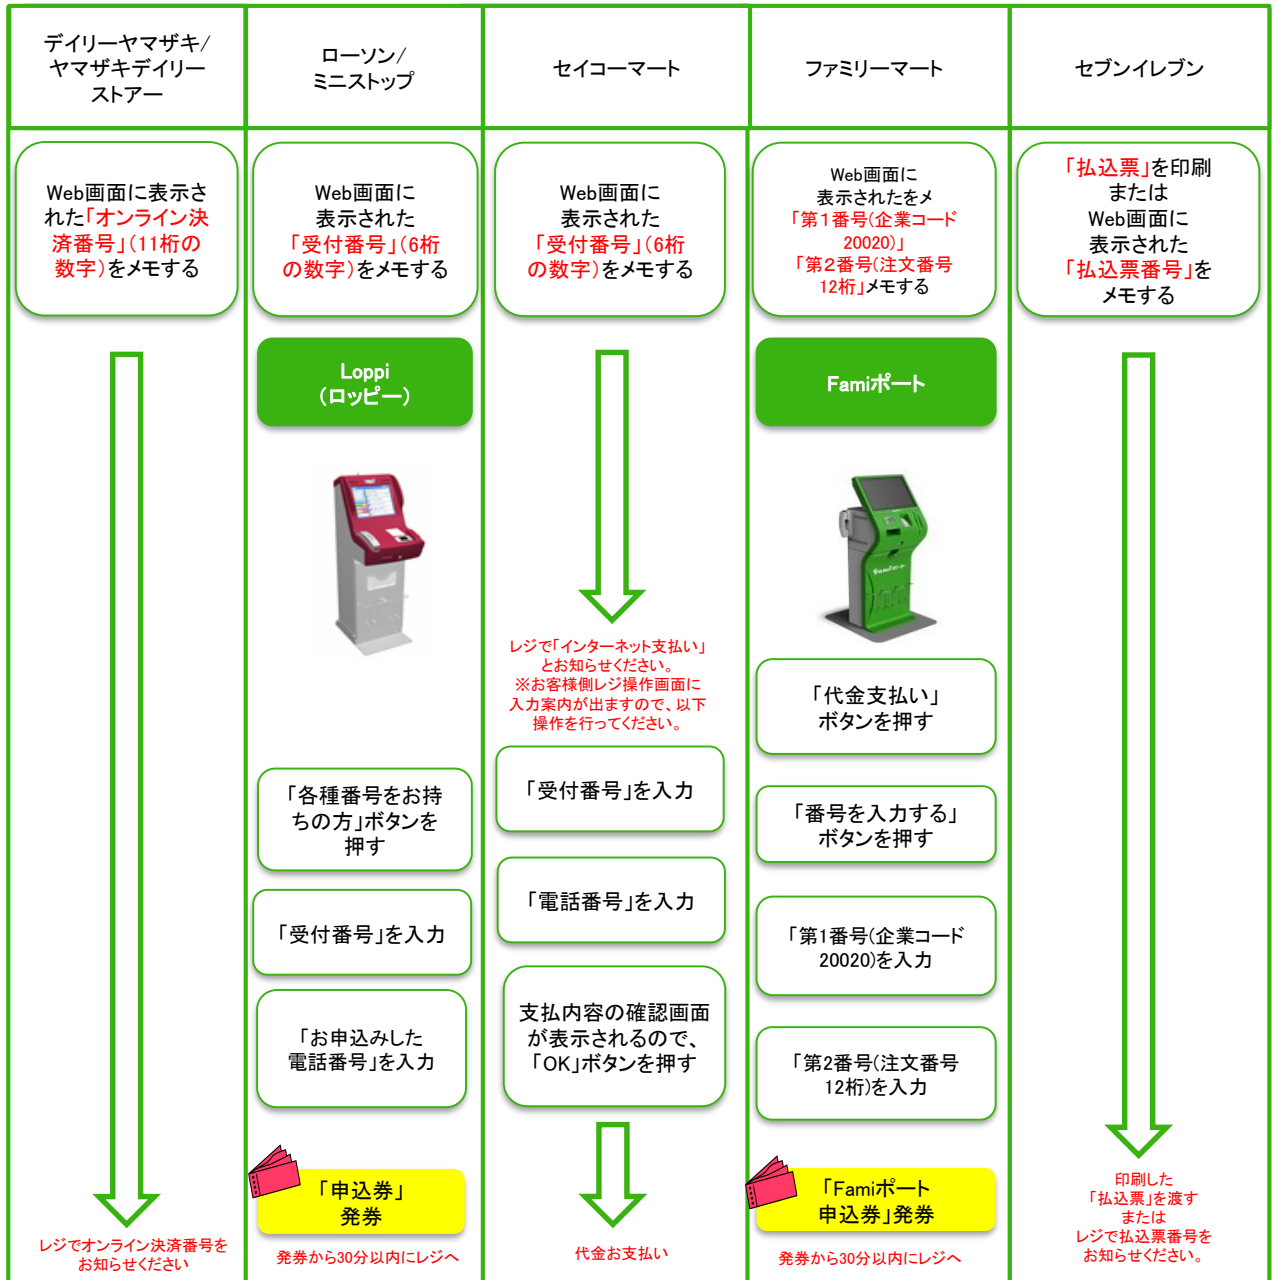 デイリーヤマザキ/
ヤマザキデイリー
ストアー
ローソン/
ミニストップ
セイコーマート
ファミリーマート
セブンイレブン
Web画面に表示さ
れた「オンライン決
済番号」(11桁の
数字)をメモする
Web画面に
表示された
「受付番号」(6桁
の数字)をメモする
Web画面に
表示された
「受付番号」(6桁
の数字)をメモする
Web画面に
表示されたをメ
「第1番号(企業コード
20020)」
「第2番号(注文番号
12桁」メモする
「払込票」を印刷
または
Web画面に
表示された
「払込票番号」を
メモする
Loppi
(ロッピー)
Famiポート
レジで「インターネット支払い」
とお知らせください。
※お客様側レジ操作画面に
入力案内が出ますので、以下
操作を行ってください。
「代金支払い」
ボタンを押す
「各種番号をお持
ちの方」ボタンを
押す
「受付番号」を入力
「番号を入力する」
ボタンを押す
「受付番号」を入力
「電話番号」を入力
「第1番号(企業コード
20020)を入力
「お申込みした
電話番号」を入力
支払内容の確認画面
が表示されるので、
「OK」ボタンを押す
「第2番号(注文番号
12桁)を入力
「申込券」
発券
「Famiポート
申込券」発券
レジでオンライン決済番号を
お知らせください
発券から30分以内にレジへ
代金お支払い
発券から30分以内にレジへ
印刷した
「払込票」を渡す
または
レジで払込票番号を
お知らせください。